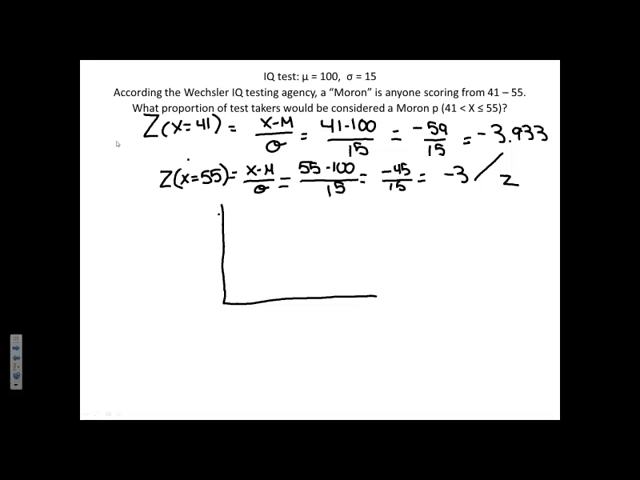 IQ test: μ = 100, σ = 15
According the Wechsler IQ testing agency, a “Moron” is anyone scoring from 41 – 55.
What proportion of test takers would be considered a Moron p (41 < X ≤ 55)?
Z(x=41) = X-M/σ = 41-100/15 = -59/15 = -3.933
Z(x=55) = X-M/σ = 55-100/15 = -45/15 = -3 / Z